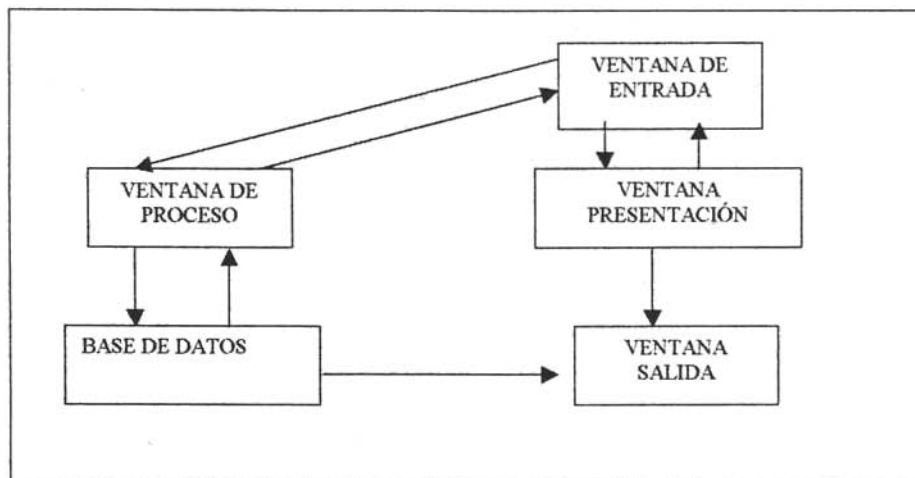 VENTANA DE
ENTRADA
VENTANA DE
PROCESO
VENTANA
PRESENTACIÓN
BASE DE DATOS
VENTANA
SALIDA